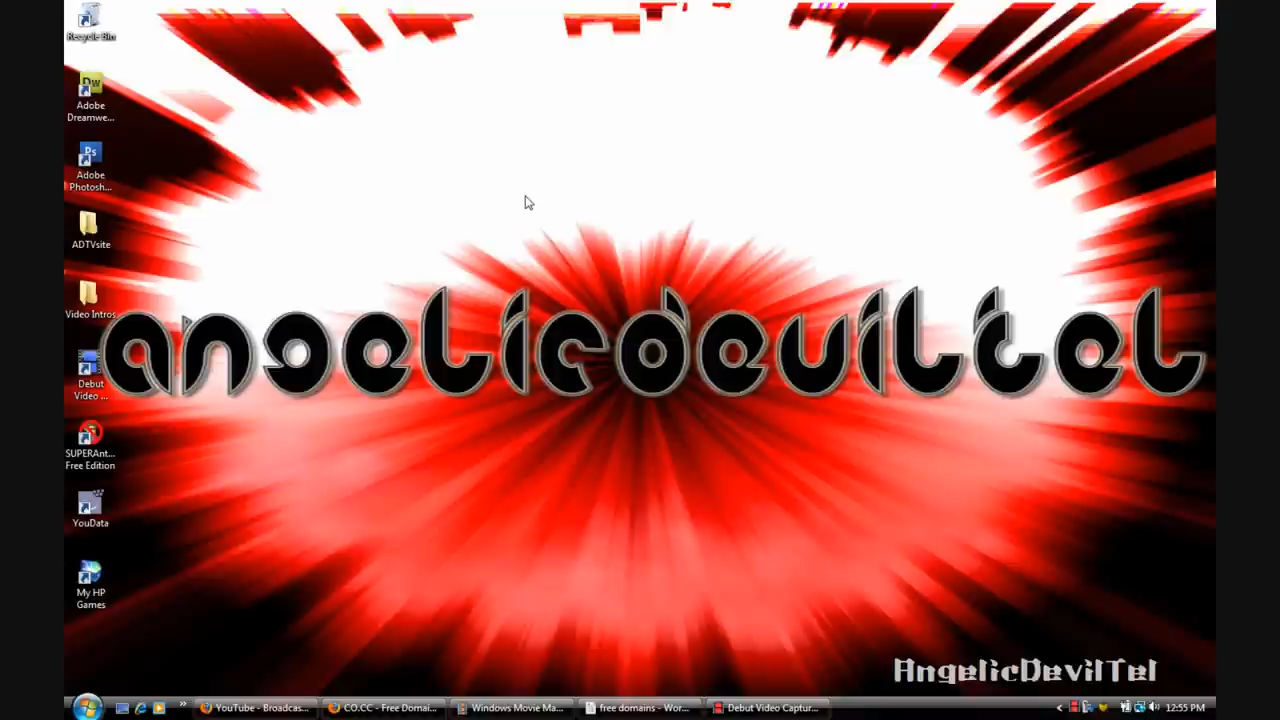 Recycle Bin
Dw
Adobe
Dreamwe...
Ps
Adobe
Photosh...
ADTVsite
Video Intros
Debut
Video ...
SUPERAnt...
Free Edition
YouData
My HP
Games
angelicdeviltel
AngelicDevilTel
YouTube - Broadcas...
CO.CC - Free Domai...
Windows Movie Ma...
free domains - Wor...
Debut Video Captur...
12:55 PM